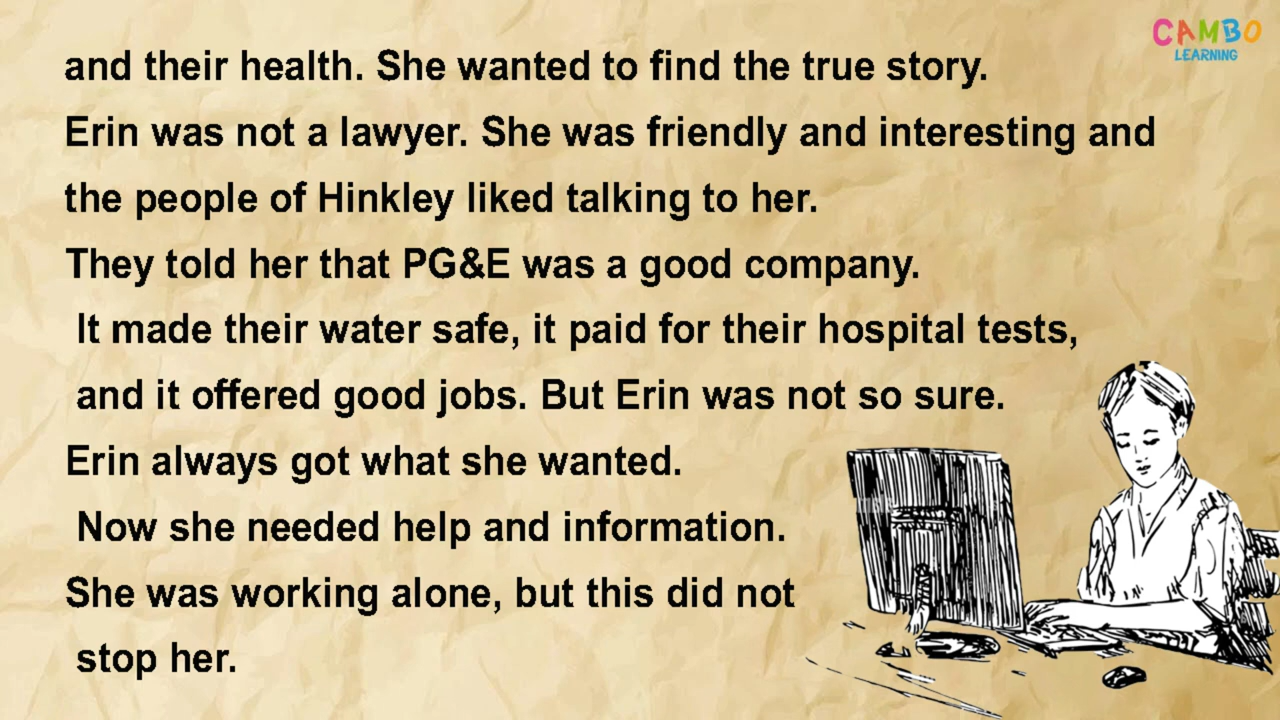 CAMBO
LEARNING
and their health. She wanted to find the true story.
Erin was not a lawyer. She was friendly and interesting and
the people of Hinkley liked talking to her.
They told her that PG&E was a good company.
It made their water safe, it paid for their hospital tests,
and it offered good jobs. But Erin was not so sure.
Erin always got what she wanted.
Now she needed help and information.
She was working alone, but this did not
stop her.